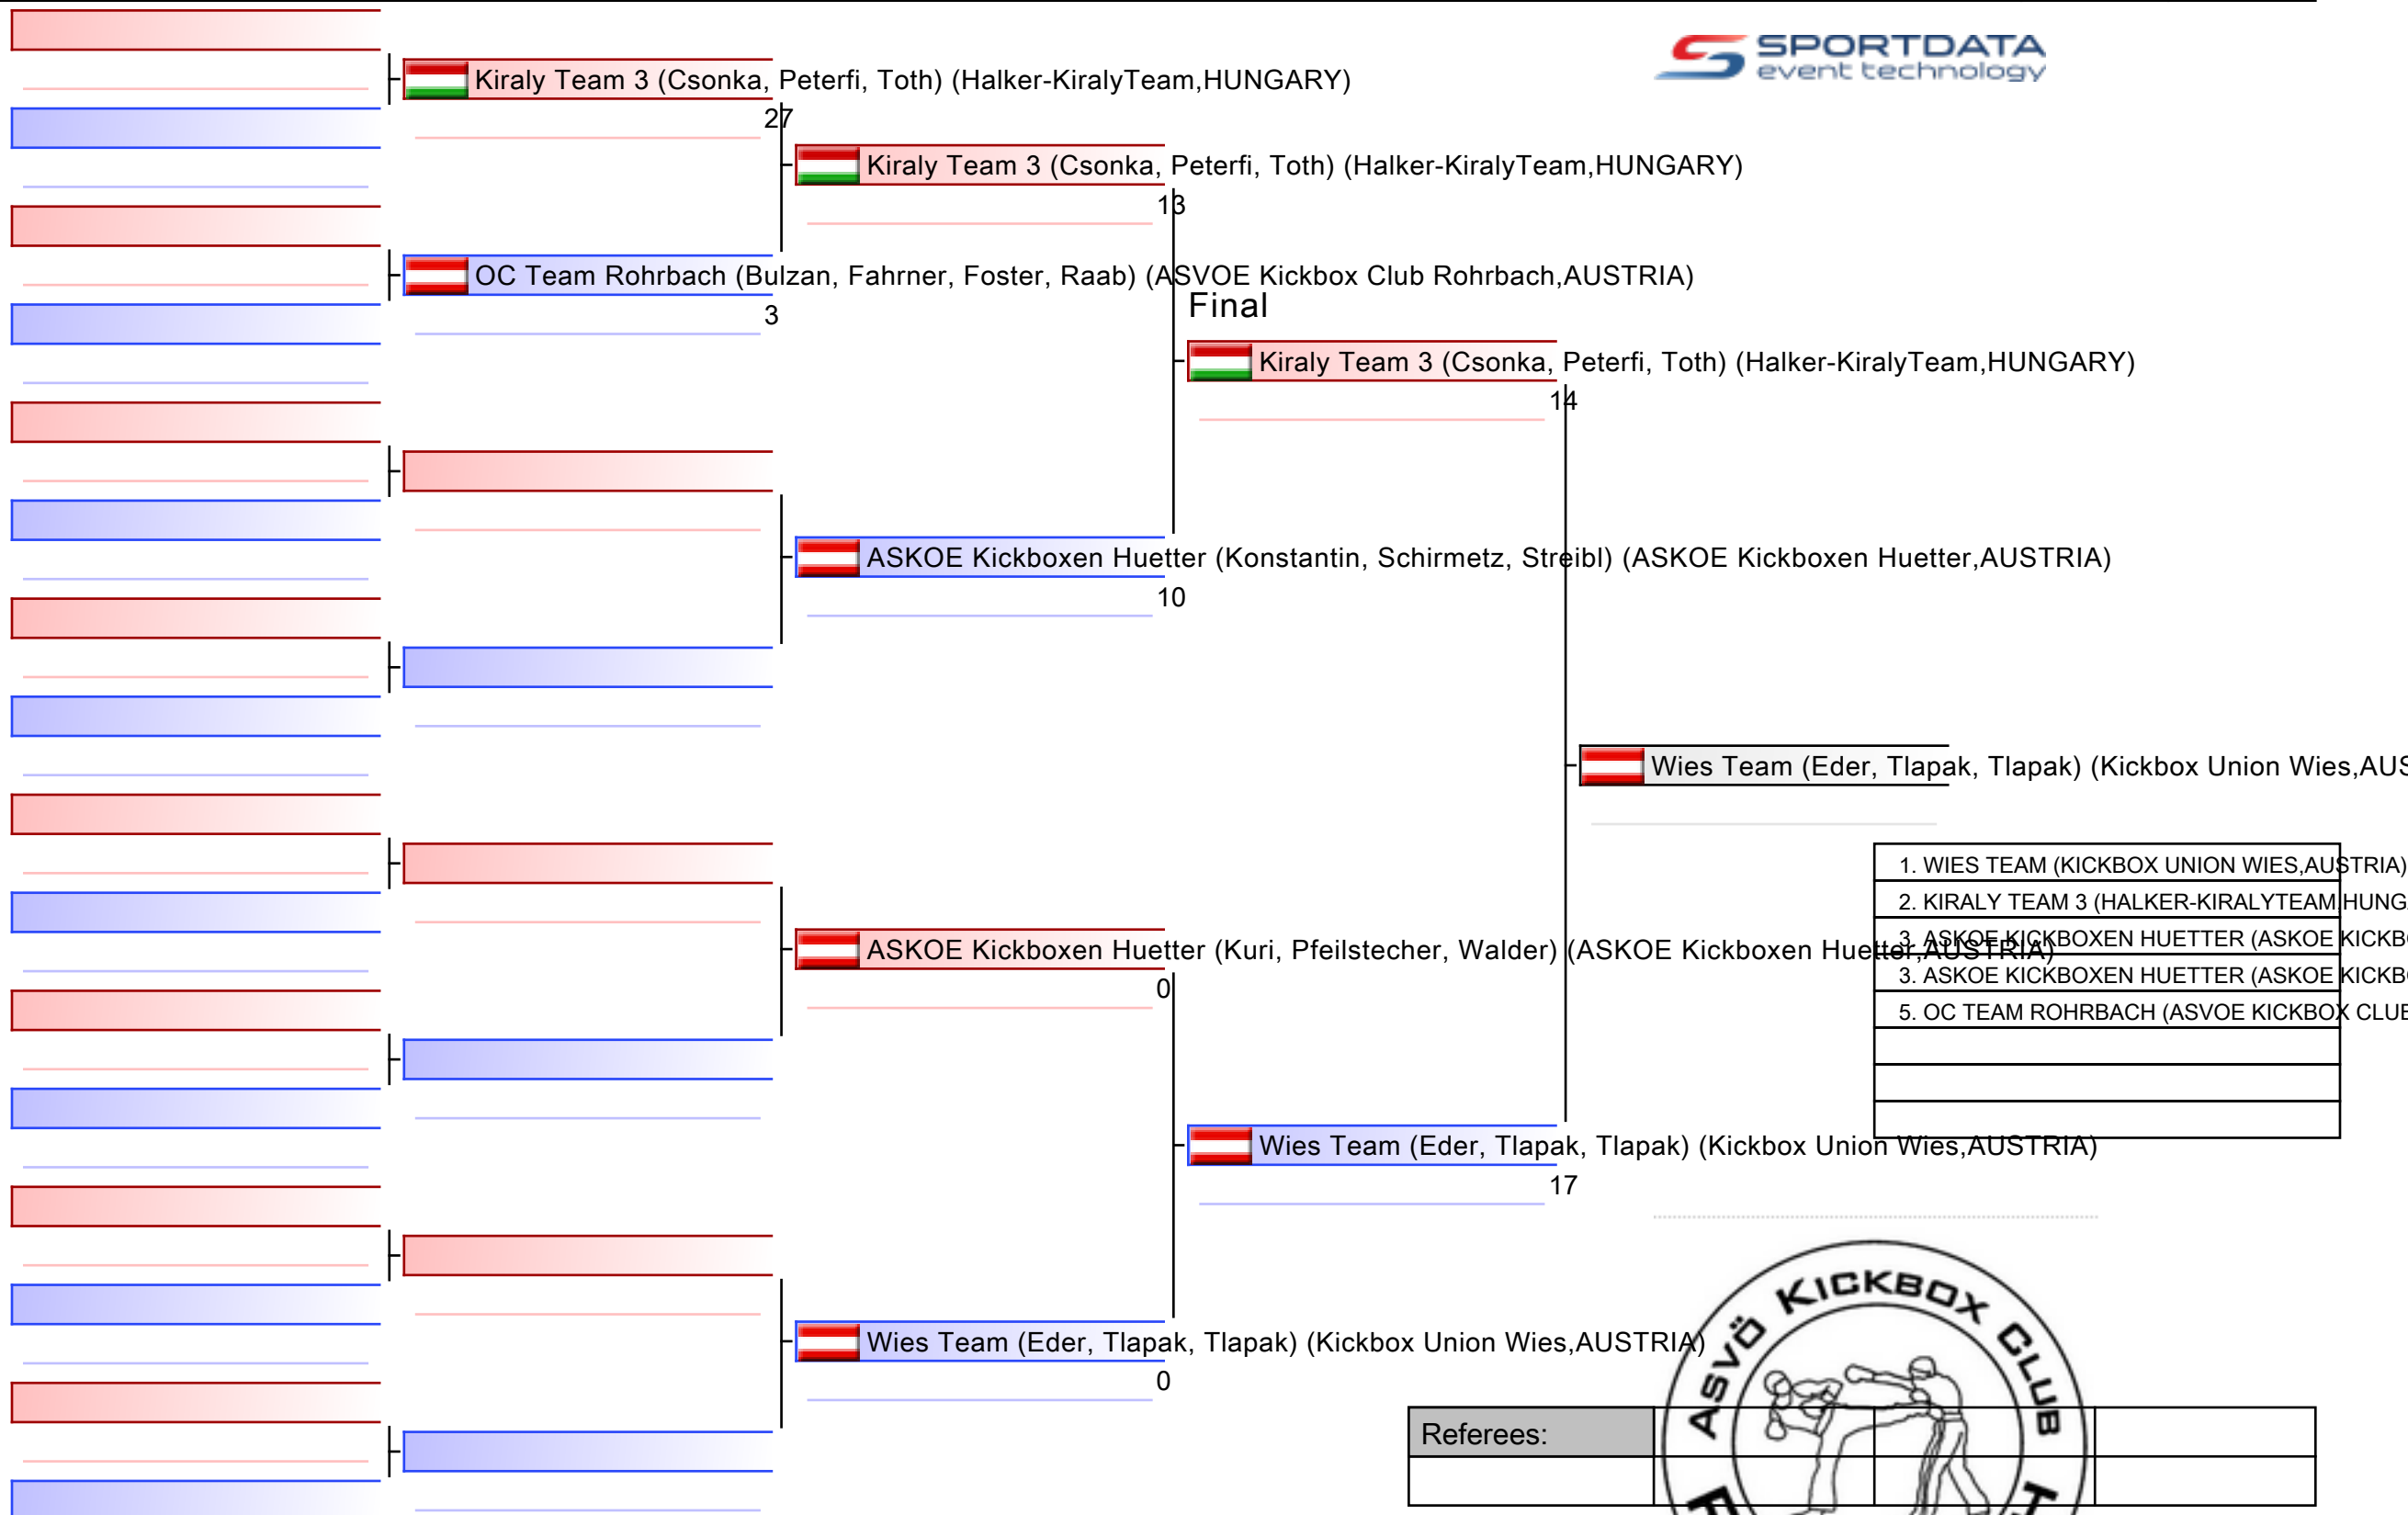 SPORTDATA
event technology
Kiraly Team 3 (Csonka, Peterfi, Toth) (Halker-KiralyTeam,HUNGARY)
27
Kiraly Team 3 (Csonka, Peterfi, Toth) (Halker-KiralyTeam,HUNGARY)
13
OC Team Rohrbach (Bulzan, Fahrner, Foster, Raab) (ASVOE Kickbox Club Rohrbach,AUSTRIA)
3
Final
Kiraly Team 3 (Csonka, Peterfi, Toth) (Halker-KiralyTeam,HUNGARY)
14
ASKOE Kickboxen Huetter (Konstantin, Schirmetz, Streibl) (ASKOE Kickboxen Huetter,AUSTRIA)
10
Wies Team (Eder, Tlapak, Tlapak) (Kickbox Union Wies,AUS
1. WIES TEAM (KICKBOX UNION WIES,AUSTRIA)
2. KIRALY TEAM 3 (HALKER-KIRALYTEAM,HUNG
3. ASKOE KICKBOXEN HUETTER (ASKOE KICKB
3. ASKOE KICKBOXEN HUETTER (ASKOE KICKB
5. OC TEAM ROHRBACH (ASVOE KICKBOX CLUB
ASKOE Kickboxen Huetter (Kuri, Pfeilstecher, Walder) (ASKOE Kickboxen Huetter,AUSTRIA)
0
Wies Team (Eder, Tlapak, Tlapak) (Kickbox Union Wies,AUSTRIA)
17
Wies Team (Eder, Tlapak, Tlapak) (Kickbox Union Wies,AUSTRIA)
0
ASVÖ KICKBOX CLUB
Referees: